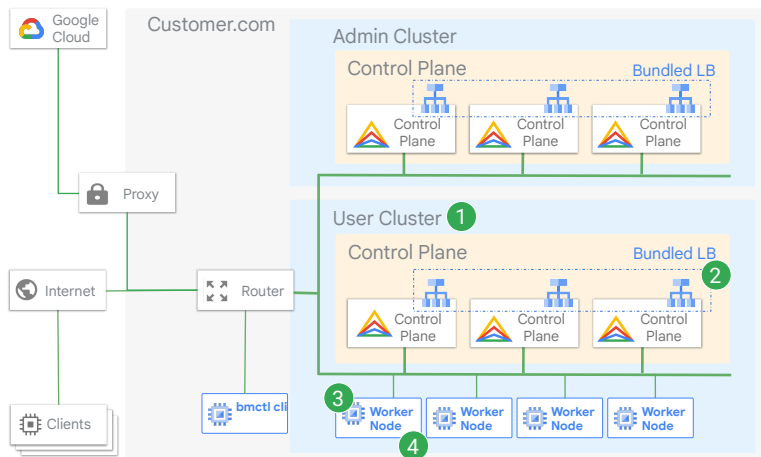 Google
Cloud
Customer.com
Admin Cluster
Control Plane
Bundled LB
Control
Plane
Control
Plane
Control
Plane
Proxy
User Cluster
1
Control Plane
Bundled LB
2
Internet
Router
Control
Plane
Control
Plane
Control
Plane
bmctl cli
3
Worker
Node
4
Worker
Node
Worker
Node
Worker
Node
Clients